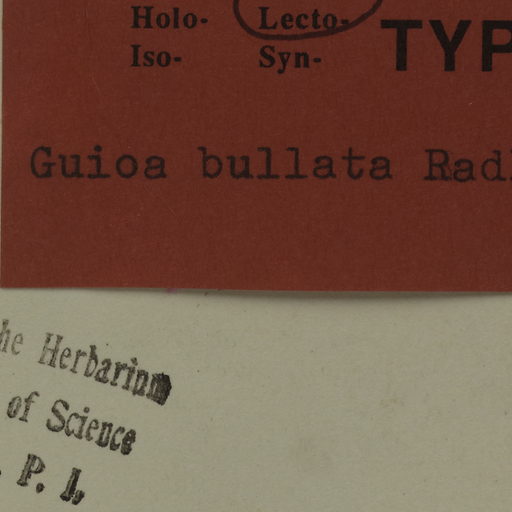 Holo- Lecto- TYP
Iso- Syn-
Guioa bullata Rad
he Herbarium
of Science
P. I.